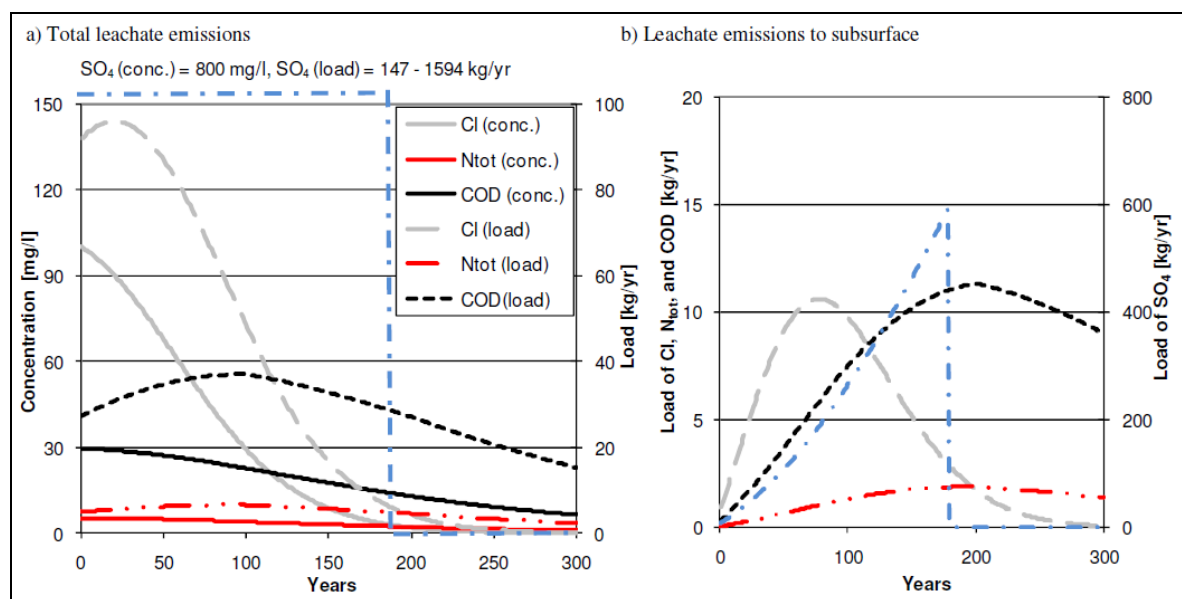 a) Total leachate emissions
SO₄ (conc.) = 800 mg/l, SO₄ (load) = 147 - 1594 kg/yr
150
120
90
60
30
0
Concentration [mg/l]
100
80
60
40
20
0
Load [kg/yr]
Cl (conc.)
Ntot (conc.)
COD (conc.)
Cl (load)
Ntot (load)
COD(load)
0 50 100 150 200 250 300
Years
b) Leachate emissions to subsurface
20
15
10
5
0
Load of Cl, Ntot, and COD [kg/yr]
800
600
400
200
0
Load of SO₄ [kg/yr]
0 100 200 300
Years